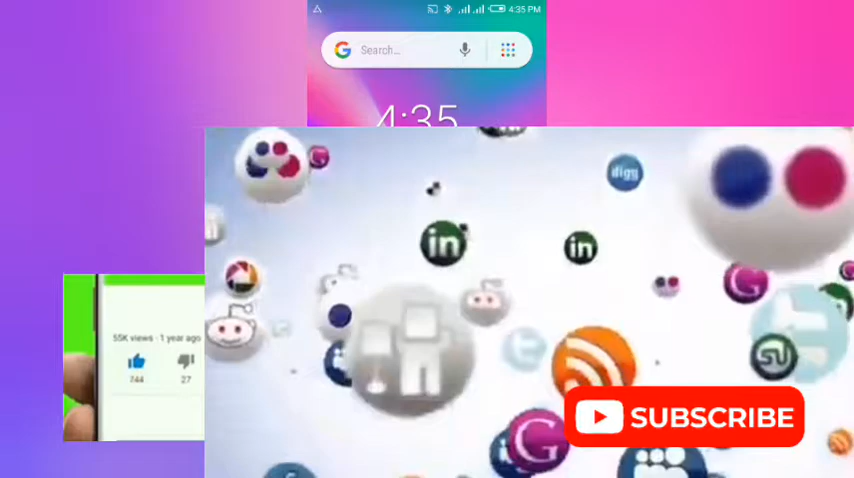 4:35 PM
Search...
4:35
digg
in
in
G
G
G
55K views · 1 year ago
744
27
SUBSCRIBE